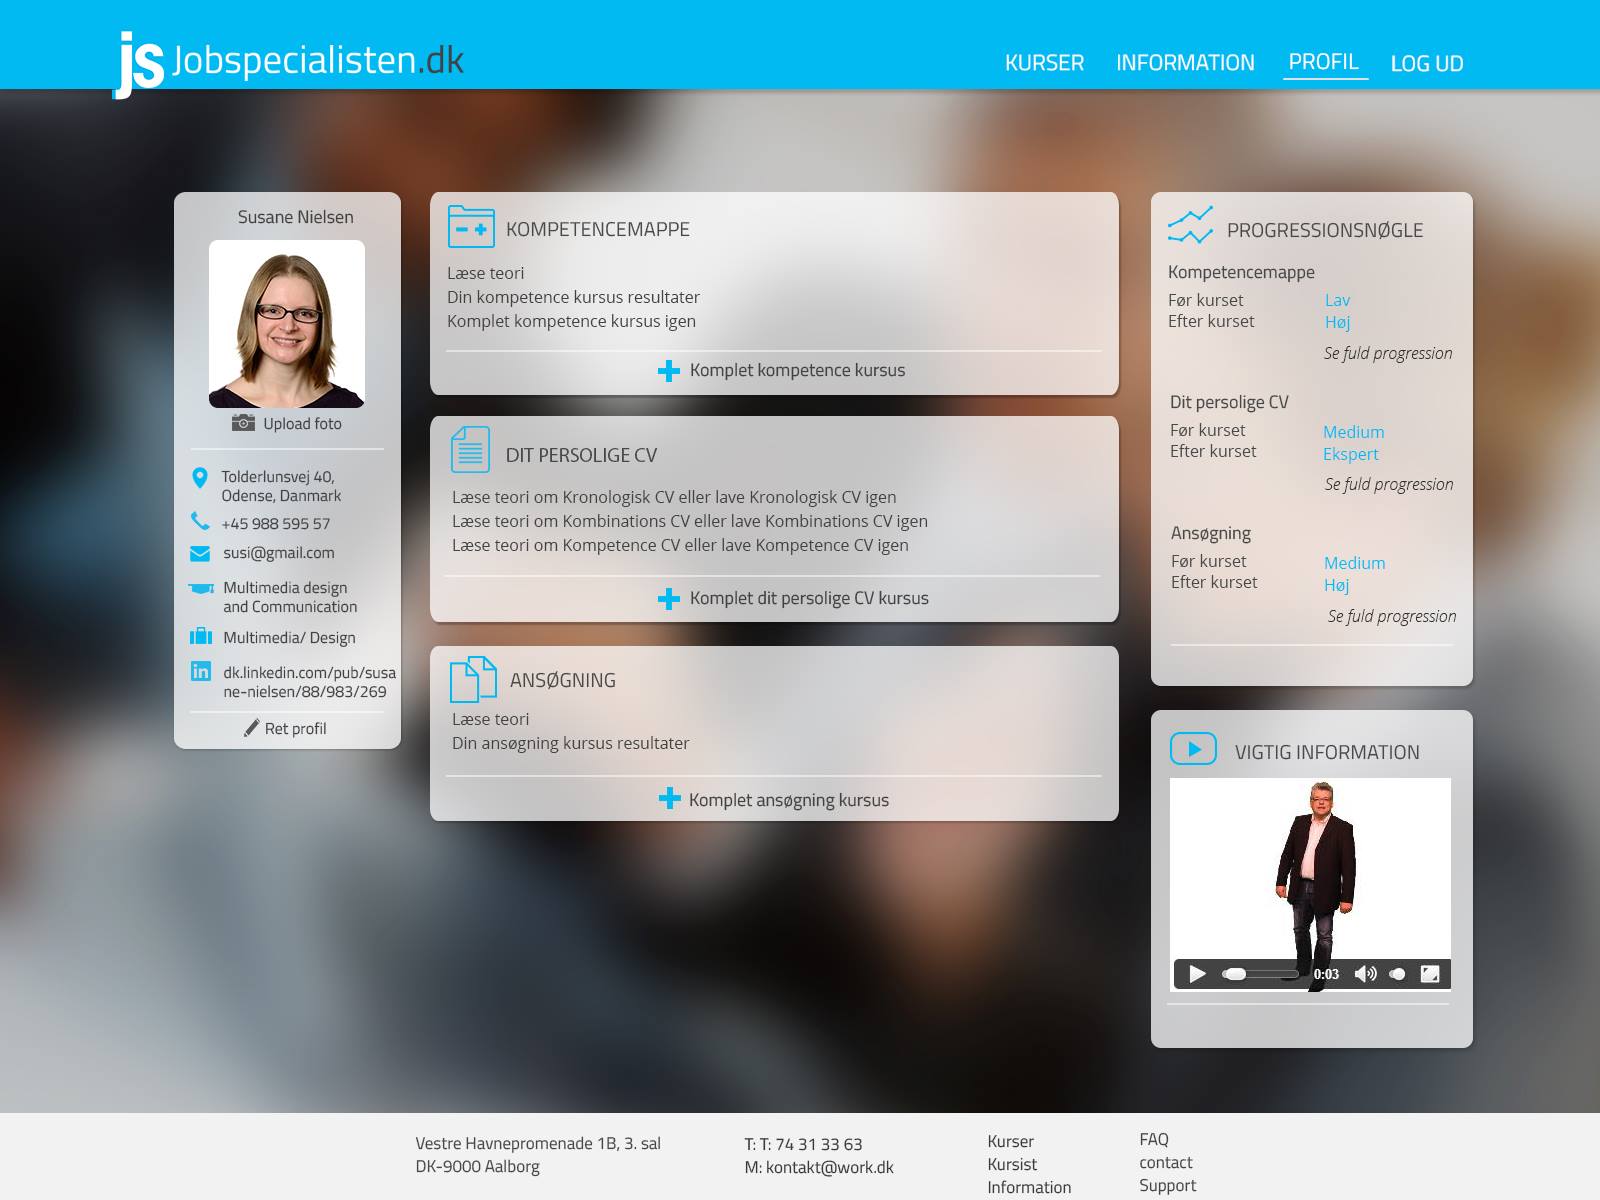 js Jobspecialisten.dk
KURSER INFORMATION PROFIL LOG UD
Susane Nielsen
Upload foto
Tolderlunsvej 40,
Odense, Danmark
+45 988 595 57
susi@gmail.com
Multimedia design
and Communication
Multimedia/ Design
in dk.linkedin.com/pub/susa
ne-nielsen/88/983/269
Ret profil
KOMPETENCEMAPPE
Læse teori
Din kompetence kursus resultater
Komplet kompetence kursus igen
Komplet kompetence kursus
DIT PERSOLIGE CV
Læse teori om Kronologisk CV eller lave Kronologisk CV igen
Læse teori om Kombinations CV eller lave Kombinations CV igen
Læse teori om Kompetence CV eller lave Kompetence CV igen
Komplet dit persolige CV kursus
ANSØGNING
Læse teori
Din ansøgning kursus resultater
Komplet ansøgning kursus
PROGRESSIONSNØGLE
Kompetencemappe
Før kurset Lav
Efter kurset Høj
Se fuld progression
Dit persolige CV
Før kurset Medium
Efter kurset Ekspert
Se fuld progression
Ansøgning
Før kurset Medium
Efter kurset Høj
Se fuld progression
VIGTIG INFORMATION
0:03
Vestre Havnepromenade 1B, 3. sal
DK-9000 Aalborg
T: T: 74 31 33 63
M: kontakt@work.dk
Kurser
Kursist
Information
FAQ
contact
Support